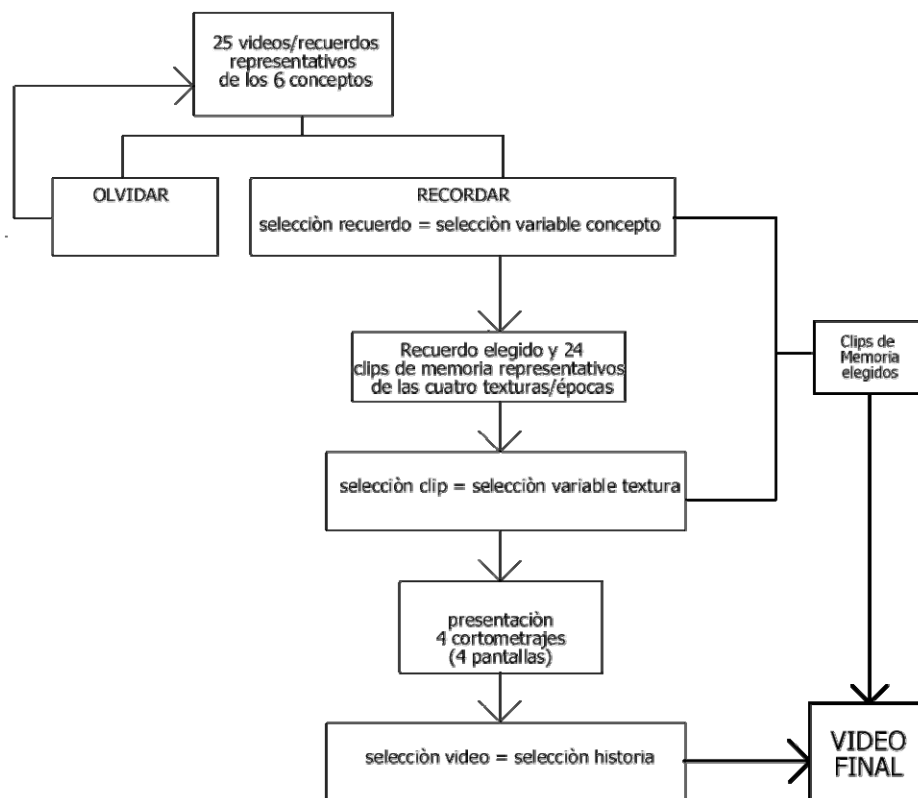 25 videos/recuerdos
representativos
de los 6 conceptos
OLVIDAR
RECORDAR
selecciòn recuerdo = selecciòn variable concepto
Recuerdo elegido y 24
clips de memoria representativos
de las cuatro texturas/épocas
Clips de
Memoria
elegidos
selecciòn clip = selecciòn variable textura
presentaciòn
4 cortometrajes
(4 pantallas)
selecciòn video = selecciòn historia
VIDEO
FINAL